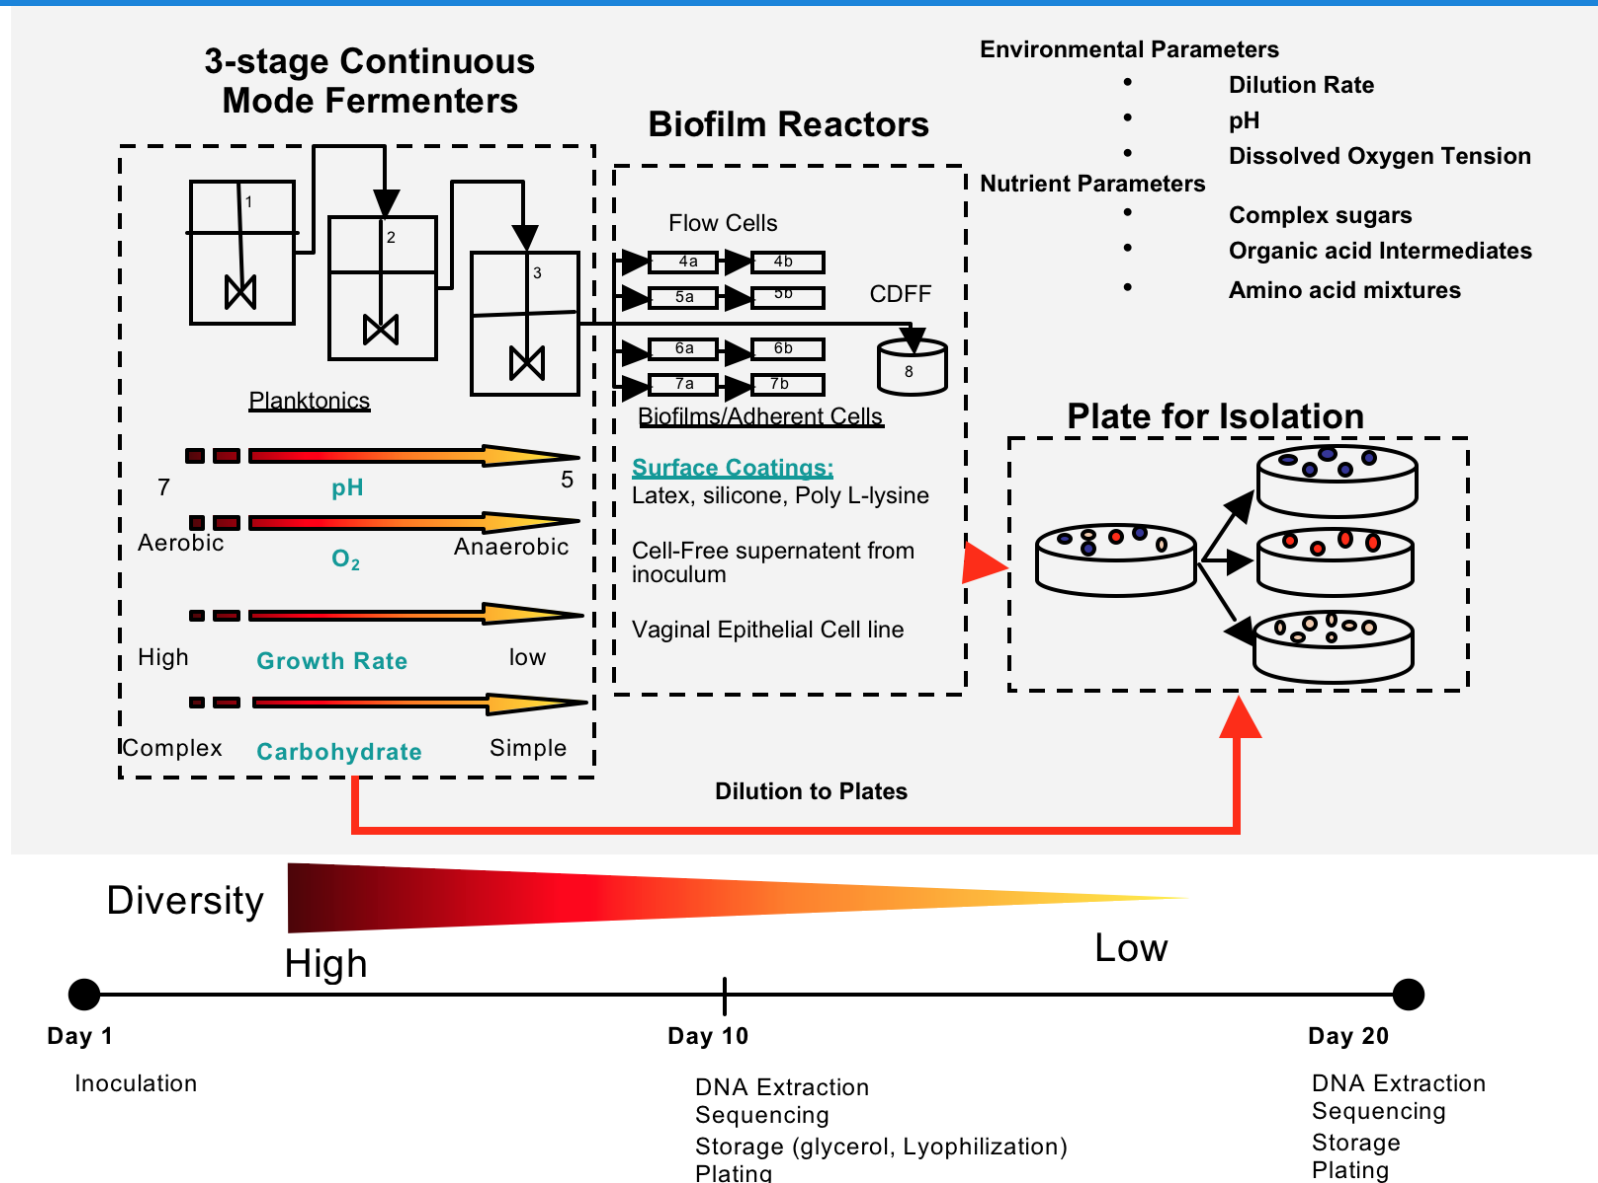 3-stage Continuous
Mode Fermenters
1
2
3
Planktonics
7
pH
5
Aerobic
O₂
Anaerobic
High
Growth Rate
low
Complex
Carbohydrate
Simple
Biofilm Reactors
Flow Cells
4a
4b
5a
5b
CDFF
6a
6b
8
7a
7b
Biofilms/Adherent Cells
Surface Coatings:
Latex, silicone, Poly L-lysine
Cell-Free supernatent from
inoculum
Vaginal Epithelial Cell line
Environmental Parameters
• Dilution Rate
• pH
• Dissolved Oxygen Tension
Nutrient Parameters
• Complex sugars
• Organic acid Intermediates
• Amino acid mixtures
Plate for Isolation
Dilution to Plates
Diversity
High
Low
Day 1
Inoculation
Day 10
DNA Extraction
Sequencing
Storage (glycerol, Lyophilization)
Plating
Day 20
DNA Extraction
Sequencing
Storage
Plating